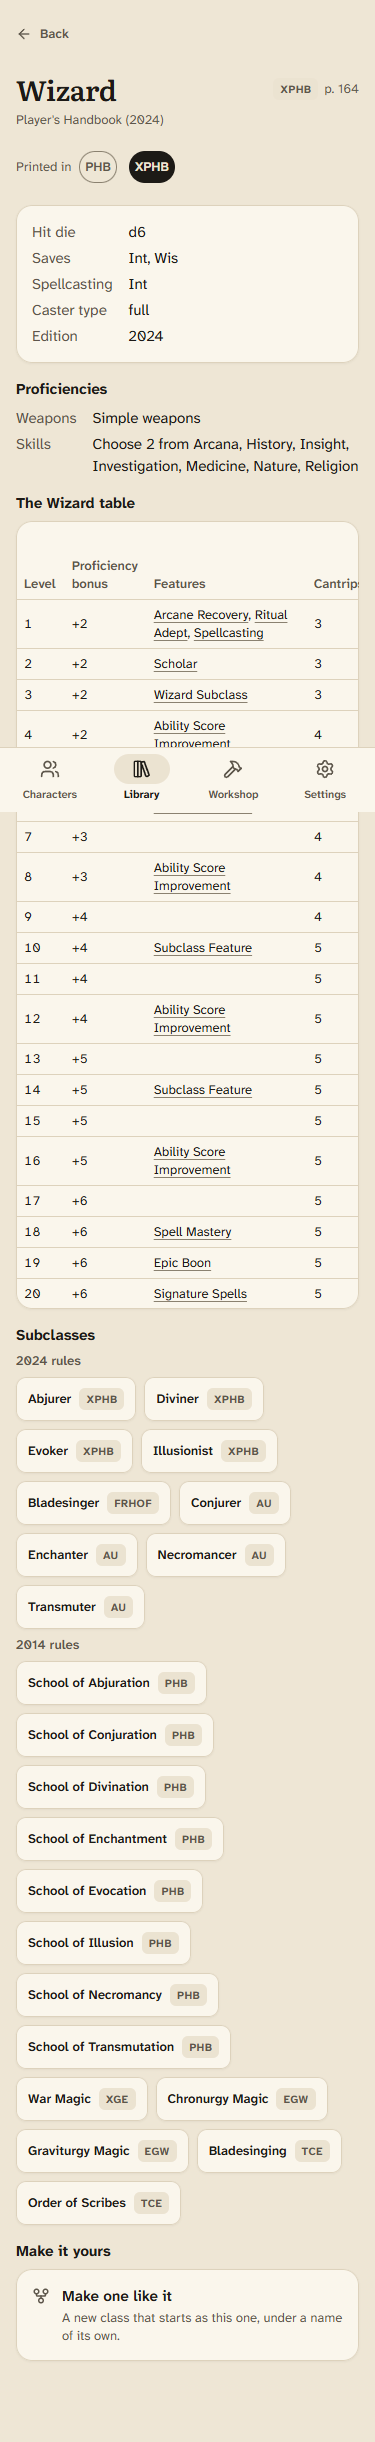 Back
Wizard
XPHB p. 164
Player's Handbook (2024)
Printed in PHB XPHB
Hit die d6
Saves Int, Wis
Spellcasting Int
Caster type full
Edition 2024
Proficiencies
Weapons Simple weapons
Skills Choose 2 from Arcana, History, Insight,
Investigation, Medicine, Nature, Religion
The Wizard table
Proficiency
Level bonus Features Cantrips
Arcane Recovery, Ritual
1 +2 3
Adept, Spellcasting
2 +2 Scholar 3
3 +2 Wizard Subclass 3
Ability Score
4 +2 4
Improvement
Characters Library Workshop Settings
7 +3 4
Ability Score
8 +3 4
Improvement
9 +4 4
10 +4 Subclass Feature 5
11 +4 5
Ability Score
12 +4 5
Improvement
13 +5 5
14 +5 Subclass Feature 5
15 +5 5
Ability Score
16 +5 5
Improvement
17 +6 5
18 +6 Spell Mastery 5
19 +6 Epic Boon 5
20 +6 Signature Spells 5
Subclasses
2024 rules
Abjurer XPHB Diviner XPHB
Evoker XPHB Illusionist XPHB
Bladesinger FRHOF Conjurer AU
Enchanter AU Necromancer AU
Transmuter AU
2014 rules
School of Abjuration PHB
School of Conjuration PHB
School of Divination PHB
School of Enchantment PHB
School of Evocation PHB
School of Illusion PHB
School of Necromancy PHB
School of Transmutation PHB
War Magic XGE Chronurgy Magic EGW
Graviturgy Magic EGW Bladesinging TCE
Order of Scribes TCE
Make it yours
Make one like it
A new class that starts as this one, under a name
of its own.